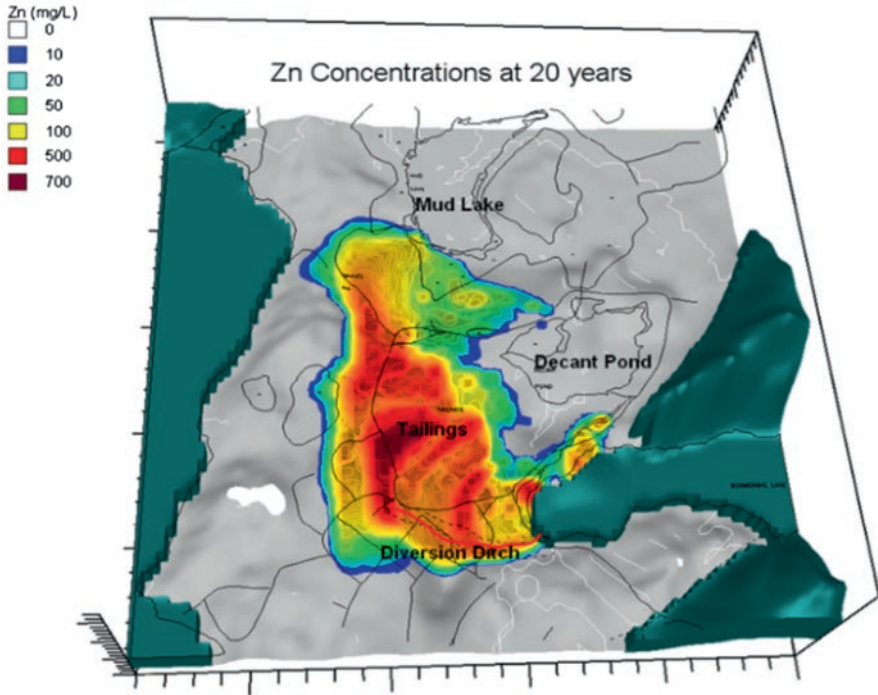 Zn (mg/L)
0
10
20
50
100
500
700
Zn Concentrations at 20 years
Mud Lake
Decant Pond
POND
Tailings
Diversion Ditch